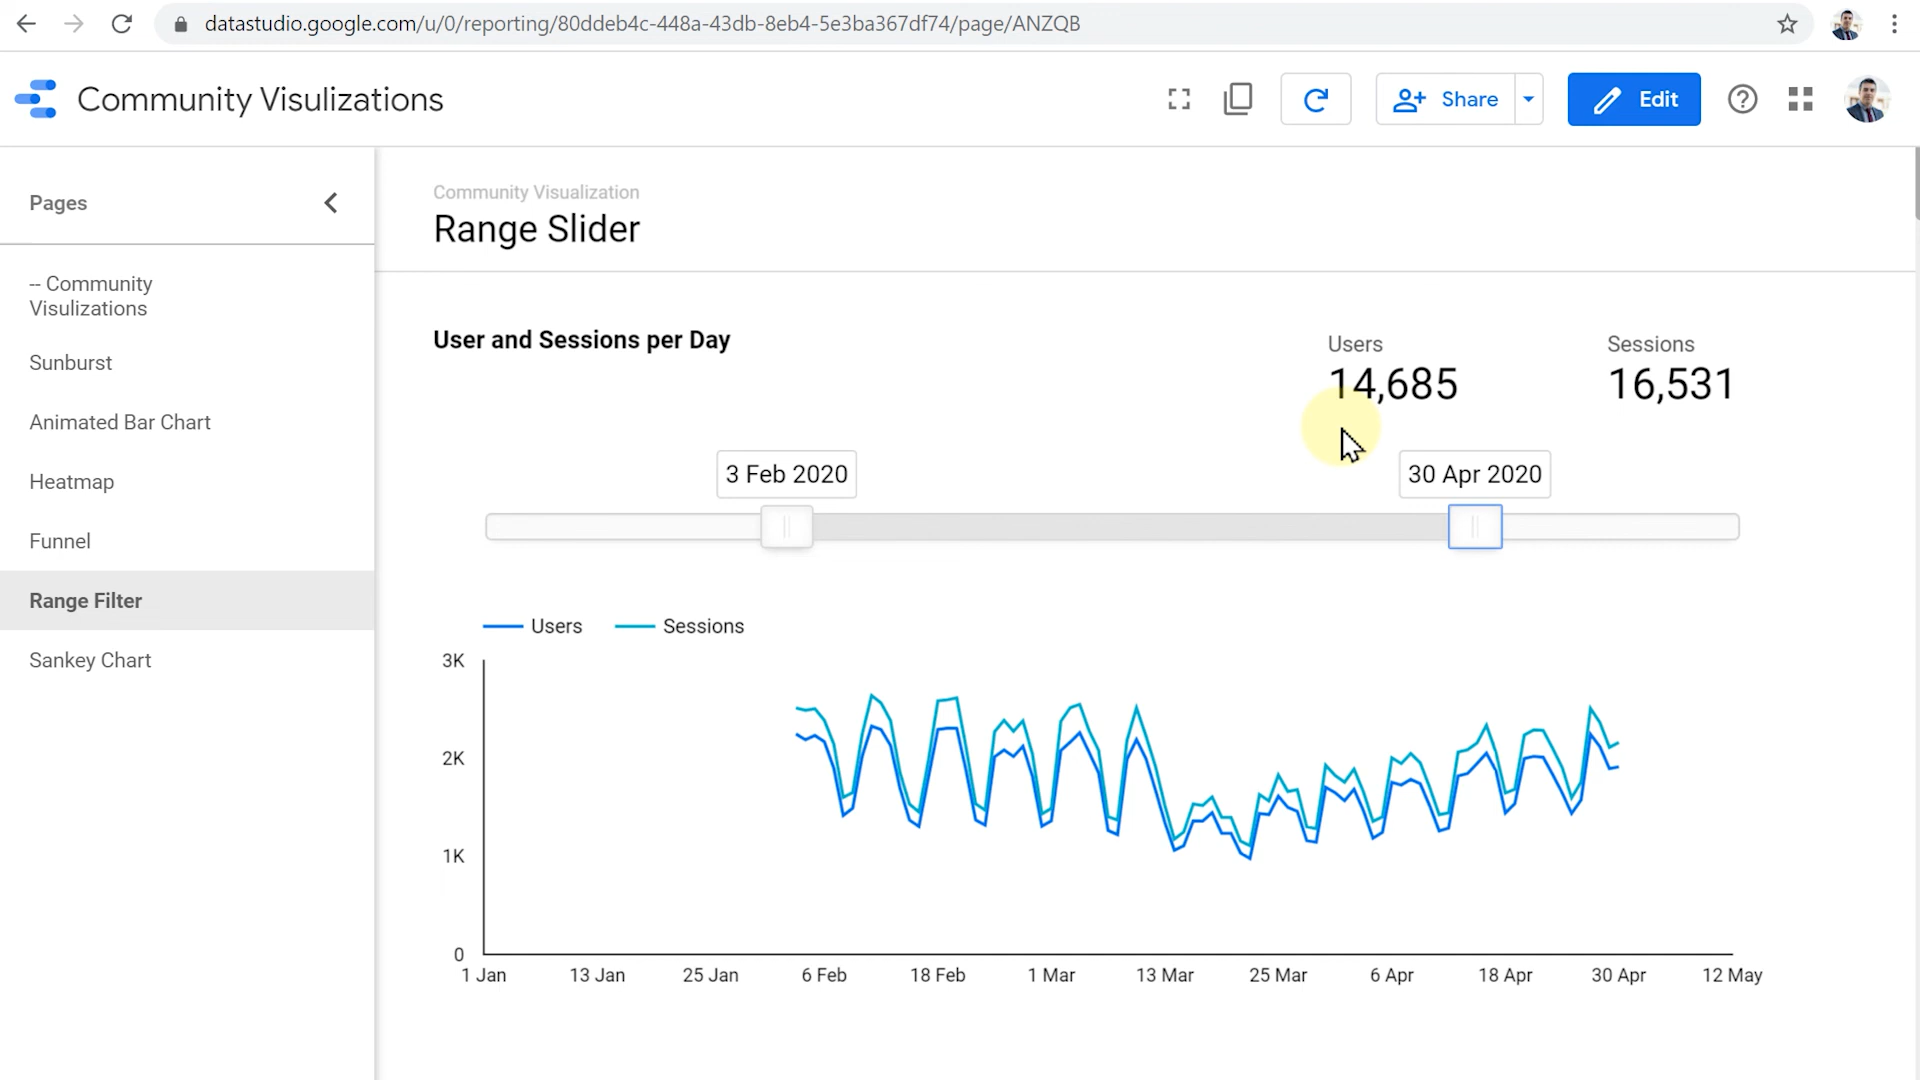 datastudio.google.com/u/0/reporting/80ddeb4c-448a-43db-8eb4-5e3ba367df74/page/ANZQB
Community Visulizations
Share
Edit
Pages
-- Community
Visulizations
Sunburst
Animated Bar Chart
Heatmap
Funnel
Range Filter
Sankey Chart
Community Visualization
Range Slider
User and Sessions per Day
Users
14,685
Sessions
16,531
3 Feb 2020
30 Apr 2020
Users
Sessions
3K
2K
1K
0
1 Jan
13 Jan
25 Jan
6 Feb
18 Feb
1 Mar
13 Mar
25 Mar
6 Apr
18 Apr
30 Apr
12 May